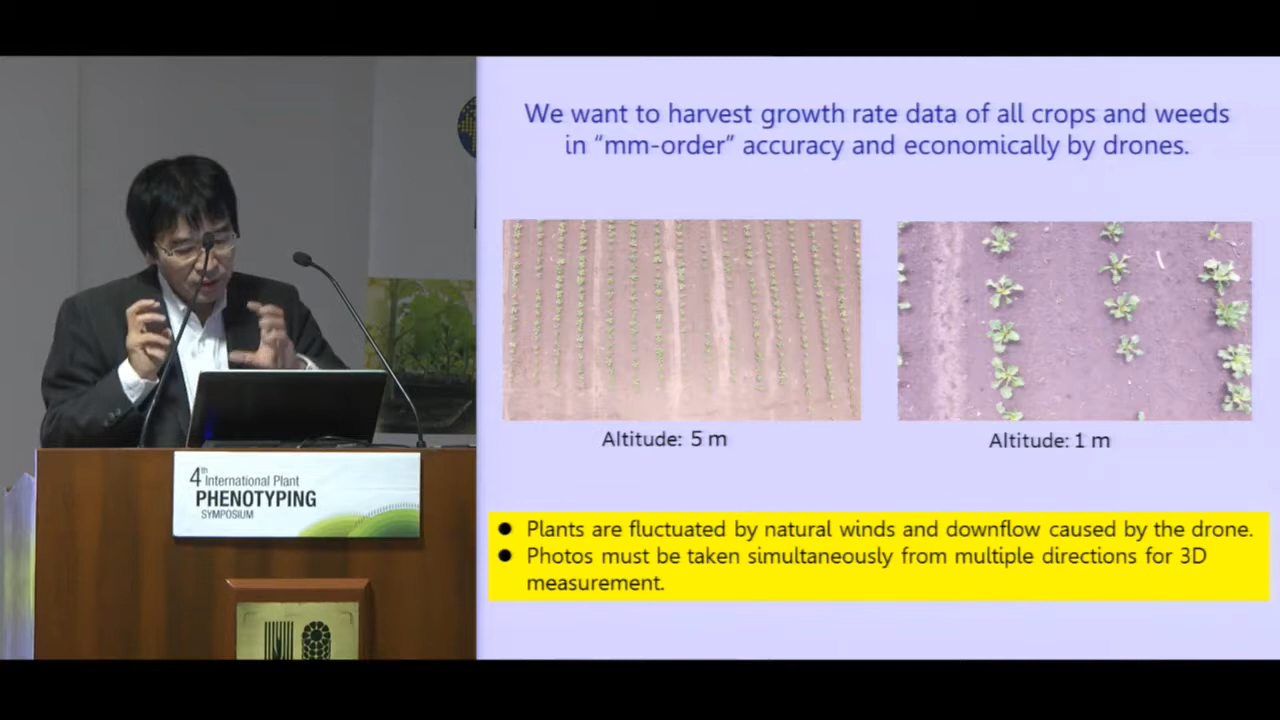 We want to harvest growth rate data of all crops and weeds
in “mm-order” accuracy and economically by drones.
Altitude: 5 m
Altitude: 1 m
● Plants are fluctuated by natural winds and downflow caused by the drone.
● Photos must be taken simultaneously from multiple directions for 3D
measurement.
4th International Plant
PHENOTYPING
SYMPOSIUM